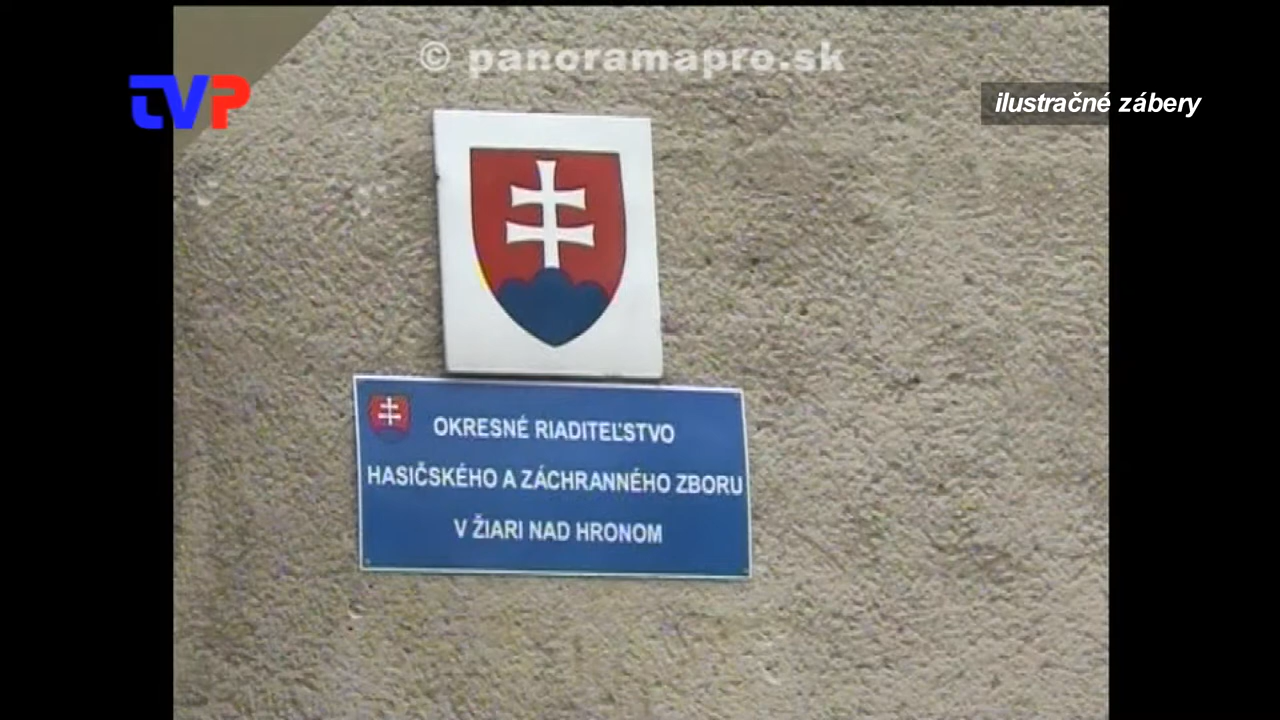 © panoramapro.sk
TVP
ilustračné zábery
OKRESNÉ RIADITEĽSTVO
HASIČSKÉHO A ZÁCHRANNÉHO ZBORU
V ŽIARI NAD HRONOM